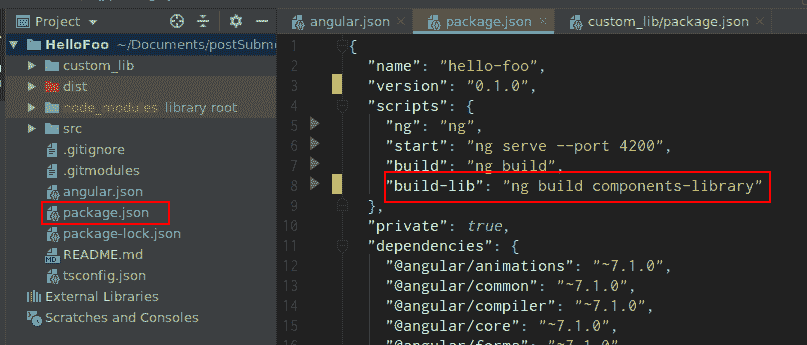 Project
angular.json
package.json
custom_lib/package.json
HelloFoo ~/Documents/postSubm
custom_lib
dist
node_modules library root
src
.gitignore
.gitmodules
angular.json
package.json
package-lock.json
README.md
tsconfig.json
External Libraries
Scratches and Consoles
1 {
2 "name": "hello-foo",
3 "version": "0.1.0",
4 "scripts": {
5 "ng": "ng",
6 "start": "ng serve --port 4200",
7 "build": "ng build",
8 "build-lib": "ng build components-library"
9 },
10 "private": true,
11 "dependencies": {
12 "@angular/animations": "~7.1.0",
13 "@angular/common": "~7.1.0",
14 "@angular/compiler": "~7.1.0",
15 "@angular/core": "~7.1.0",
16 "@angular/forms": "~7.1.0",